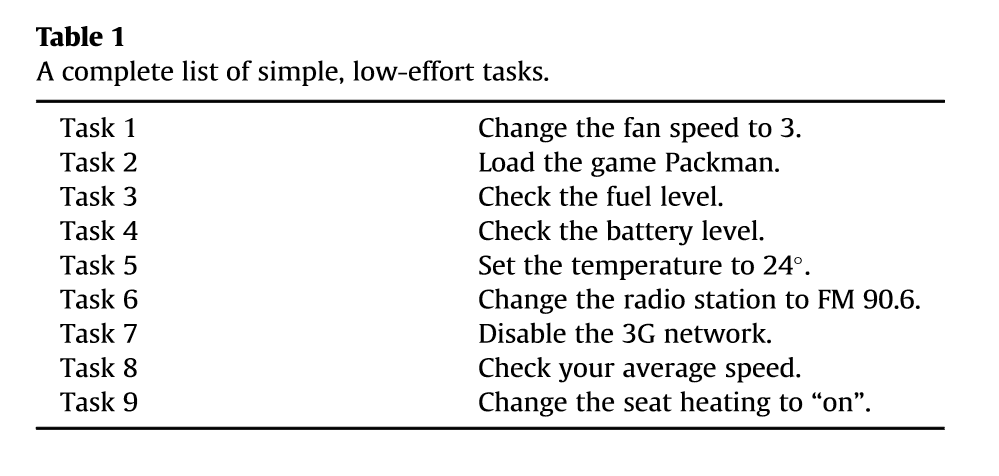 Table 1
A complete list of simple, low-effort tasks.
Task 1 Change the fan speed to 3.
Task 2 Load the game Packman.
Task 3 Check the fuel level.
Task 4 Check the battery level.
Task 5 Set the temperature to 24°.
Task 6 Change the radio station to FM 90.6.
Task 7 Disable the 3G network.
Task 8 Check your average speed.
Task 9 Change the seat heating to “on”.